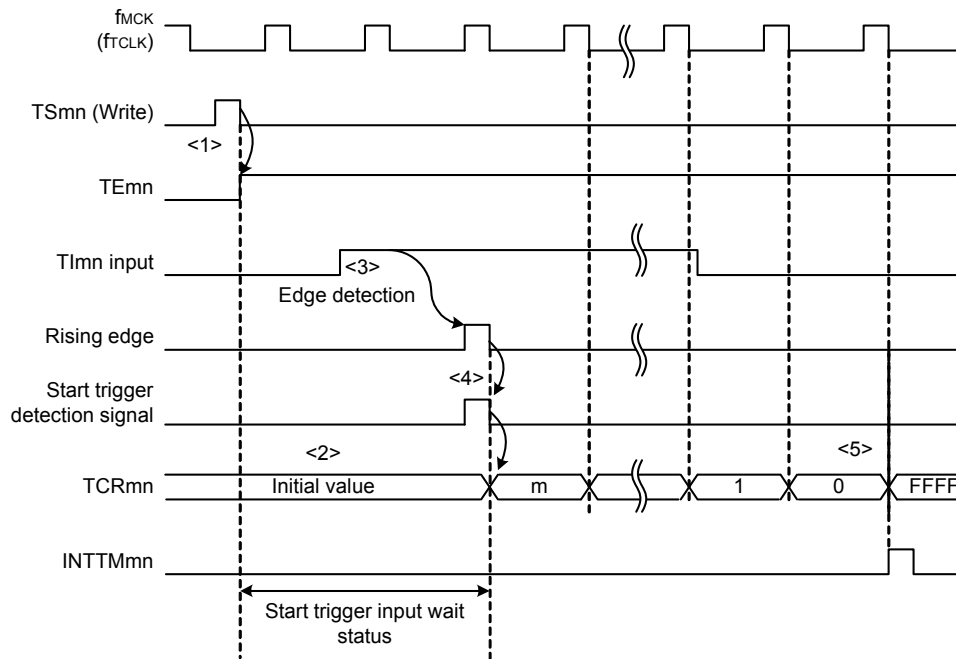 fMCK
(fTCLK)
TSmn (Write)
<1>
TEmn
TImn input
<3>
Edge detection
Rising edge
<4>
Start trigger
detection signal
<2>
<5>
TCRmn
Initial value
m
1
0
FFFF
INTTMmn
Start trigger input wait
status